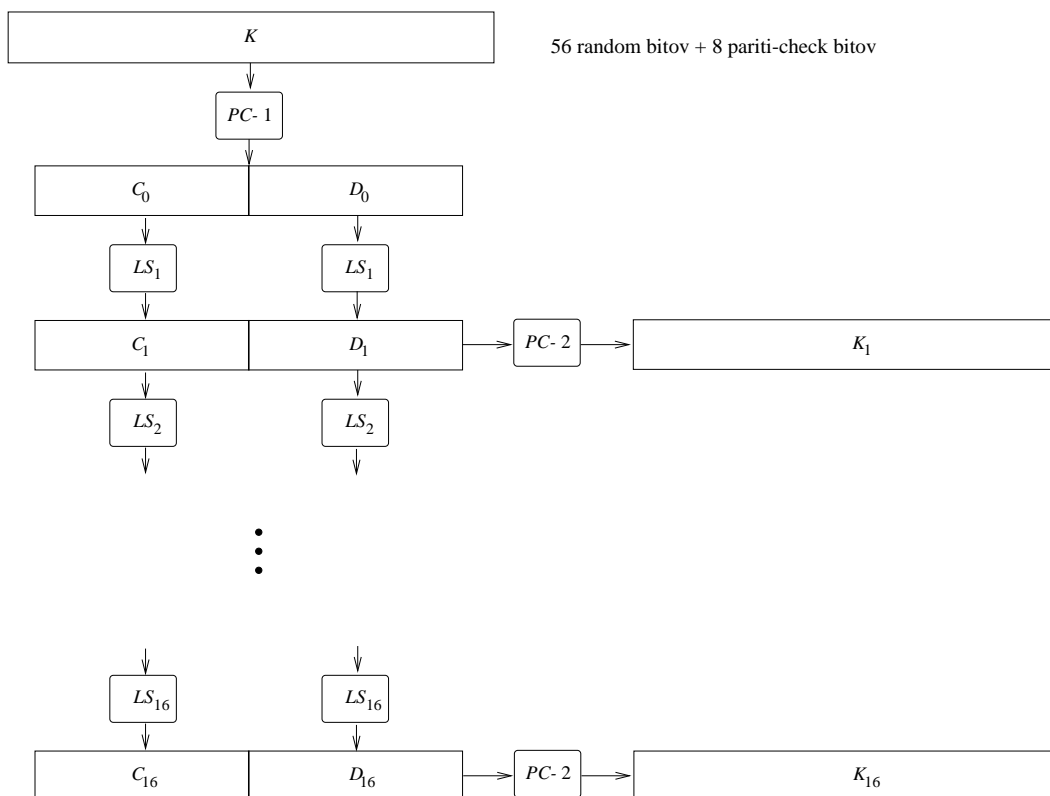 K
56 random bitov + 8 pariti-check bitov
PC- 1
C0 D0
LS1 LS1
C1 D1 PC- 2 K1
LS2 LS2
LS16 LS16
C16 D16 PC- 2 K16